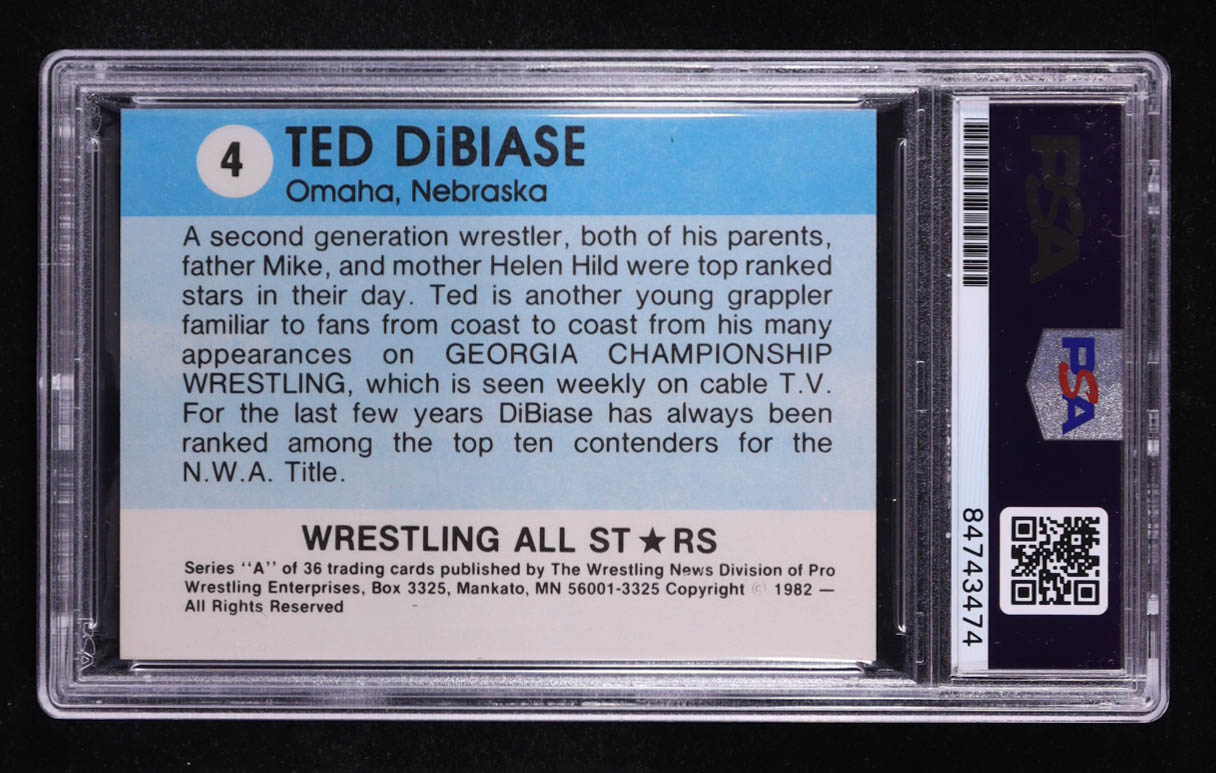 4
TED DiBIASE
Omaha, Nebraska
A second generation wrestler, both of his parents,
father Mike, and mother Helen Hild were top ranked
stars in their day. Ted is another young grappler
familiar to fans from coast to coast from his many
appearances on GEORGIA CHAMPIONSHIP
WRESTLING, which is seen weekly on cable T.V.
For the last few years DiBiase has always been
ranked among the top ten contenders for the
N.W.A. Title.
WRESTLING ALL ST★RS
Series "A" of 36 trading cards published by The Wrestling News Division of Pro
Wrestling Enterprises, Box 3325, Mankato, MN 56001-3325 Copyright © 1982 —
All Rights Reserved
PSA
PSA
84743474
PSA